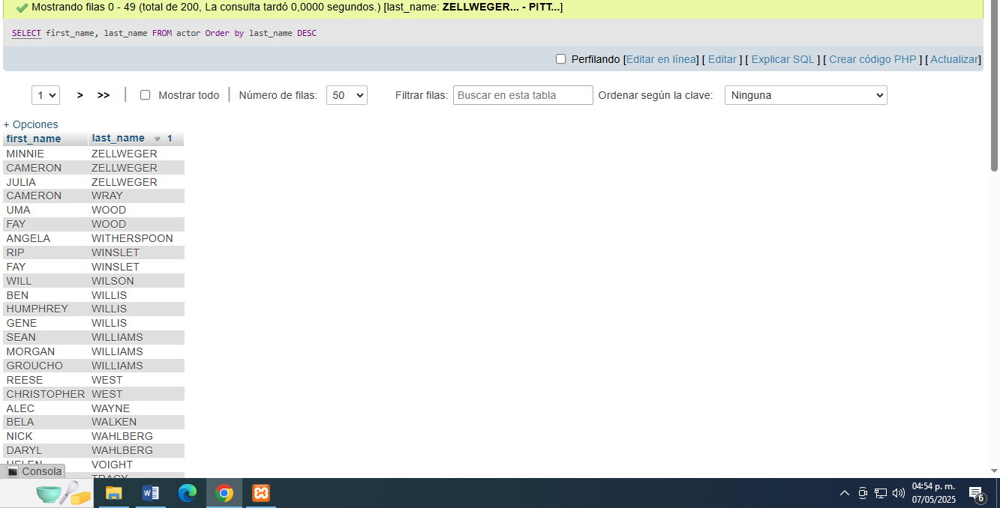 Mostrando filas 0 - 49 (total de 200, La consulta tardó 0,0000 segundos.) [last_name: ZELLWEGER... - PITT...]
SELECT first_name, last_name FROM actor Order by last_name DESC
Perfilando [Editar en línea] [ Editar ] [ Explicar SQL ] [ Crear código PHP ] [ Actualizar]
1 > >> | Mostrar todo | Número de filas: 50 Filtrar filas: Buscar en esta tabla Ordenar según la clave: Ninguna
+ Opciones
first_name last_name 1
MINNIE ZELLWEGER
CAMERON ZELLWEGER
JULIA ZELLWEGER
CAMERON WRAY
UMA WOOD
FAY WOOD
ANGELA WITHERSPOON
RIP WINSLET
FAY WINSLET
WILL WILSON
BEN WILLIS
HUMPHREY WILLIS
GENE WILLIS
SEAN WILLIAMS
MORGAN WILLIAMS
GROUCHO WILLIAMS
REESE WEST
CHRISTOPHER WEST
ALEC WAYNE
BELA WALKEN
NICK WAHLBERG
DARYL WAHLBERG
HELEN VOIGHT
Consola TRACY
04:54 p. m.
07/05/2025
6